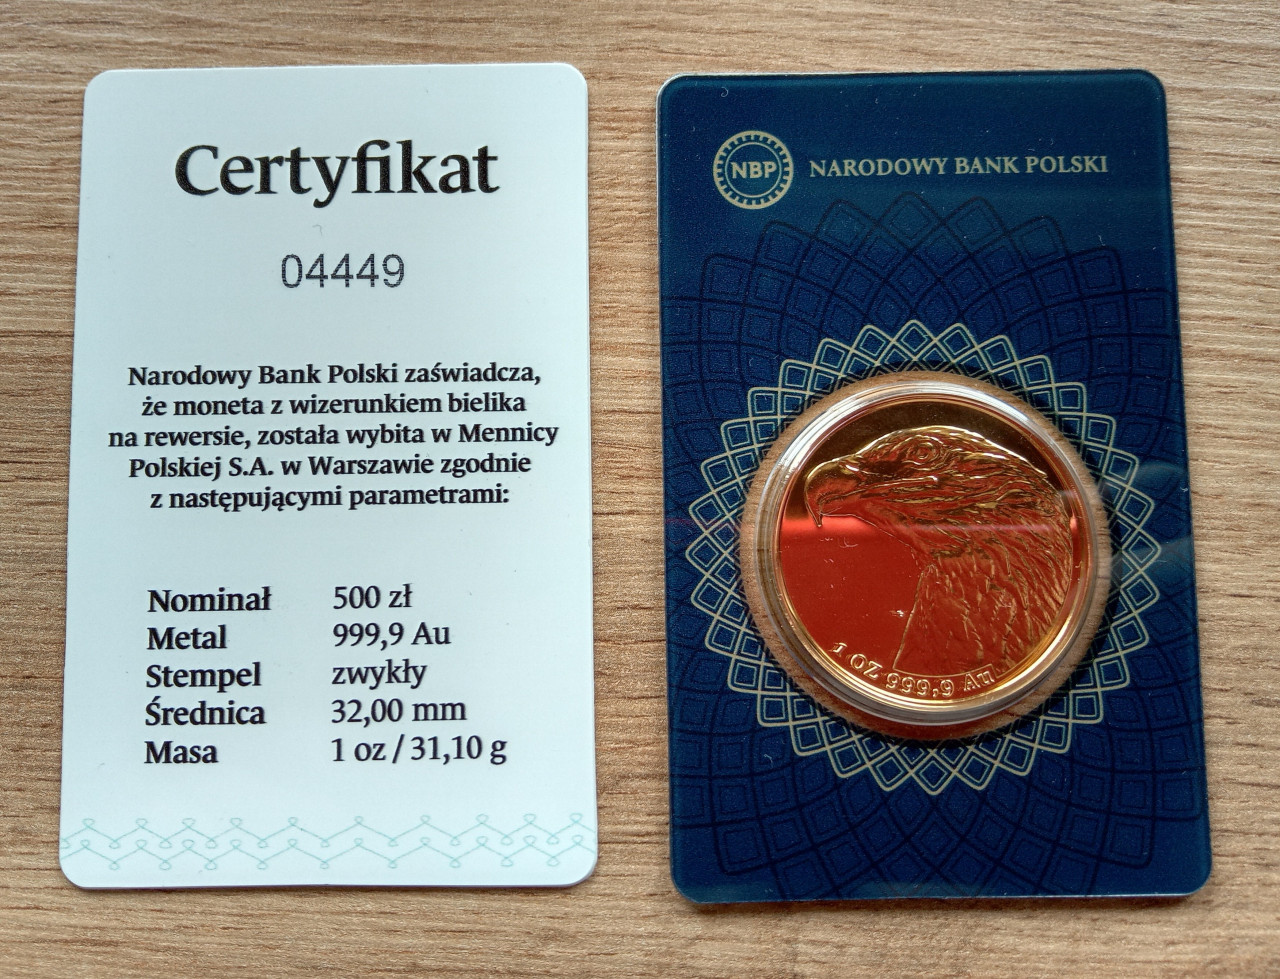 Certyfikat
04449
Narodowy Bank Polski zaświadcza,
że moneta z wizerunkiem bielika
na rewersie, została wybita w Mennicy
Polskiej S.A. w Warszawie zgodnie
z następującymi parametrami:
Nominał 500 zł
Metal 999,9 Au
Stempel zwykły
Średnica 32,00 mm
Masa 1 oz / 31,10 g
NBP NARODOWY BANK POLSKI
1 OZ 999,9 Au